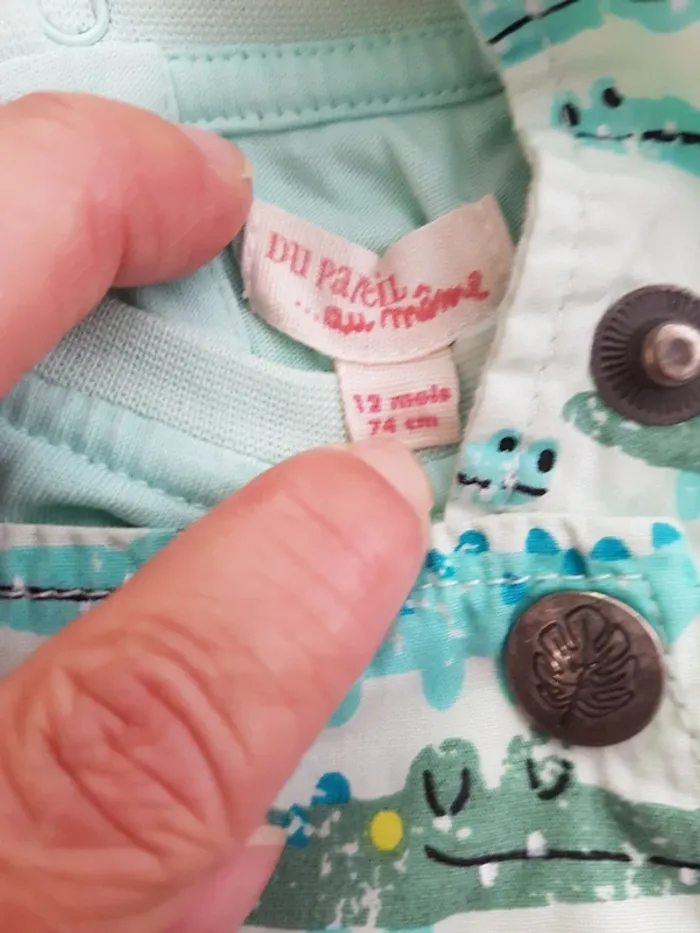 DU PAREIL
...au même
12 mois
74 cm